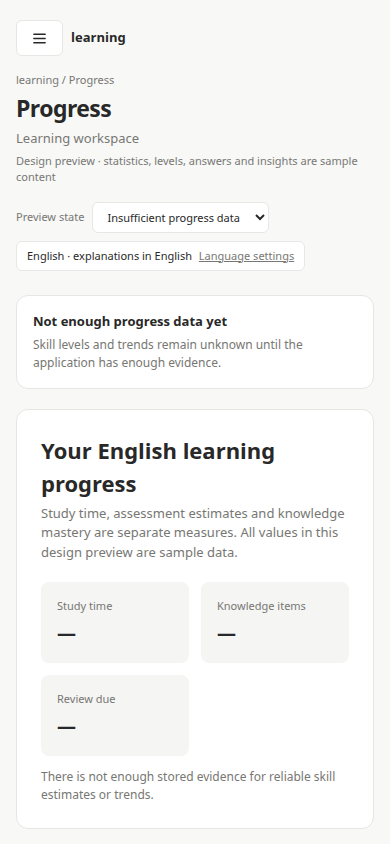 learning
learning / Progress
Progress
Learning workspace
Design preview · statistics, levels, answers and insights are sample
content
Preview state Insufficient progress data
English · explanations in English Language settings
Not enough progress data yet
Skill levels and trends remain unknown until the
application has enough evidence.
Your English learning
progress
Study time, assessment estimates and knowledge
mastery are separate measures. All values in this
design preview are sample data.
Study time Knowledge items
— —
Review due
—
There is not enough stored evidence for reliable skill
estimates or trends.